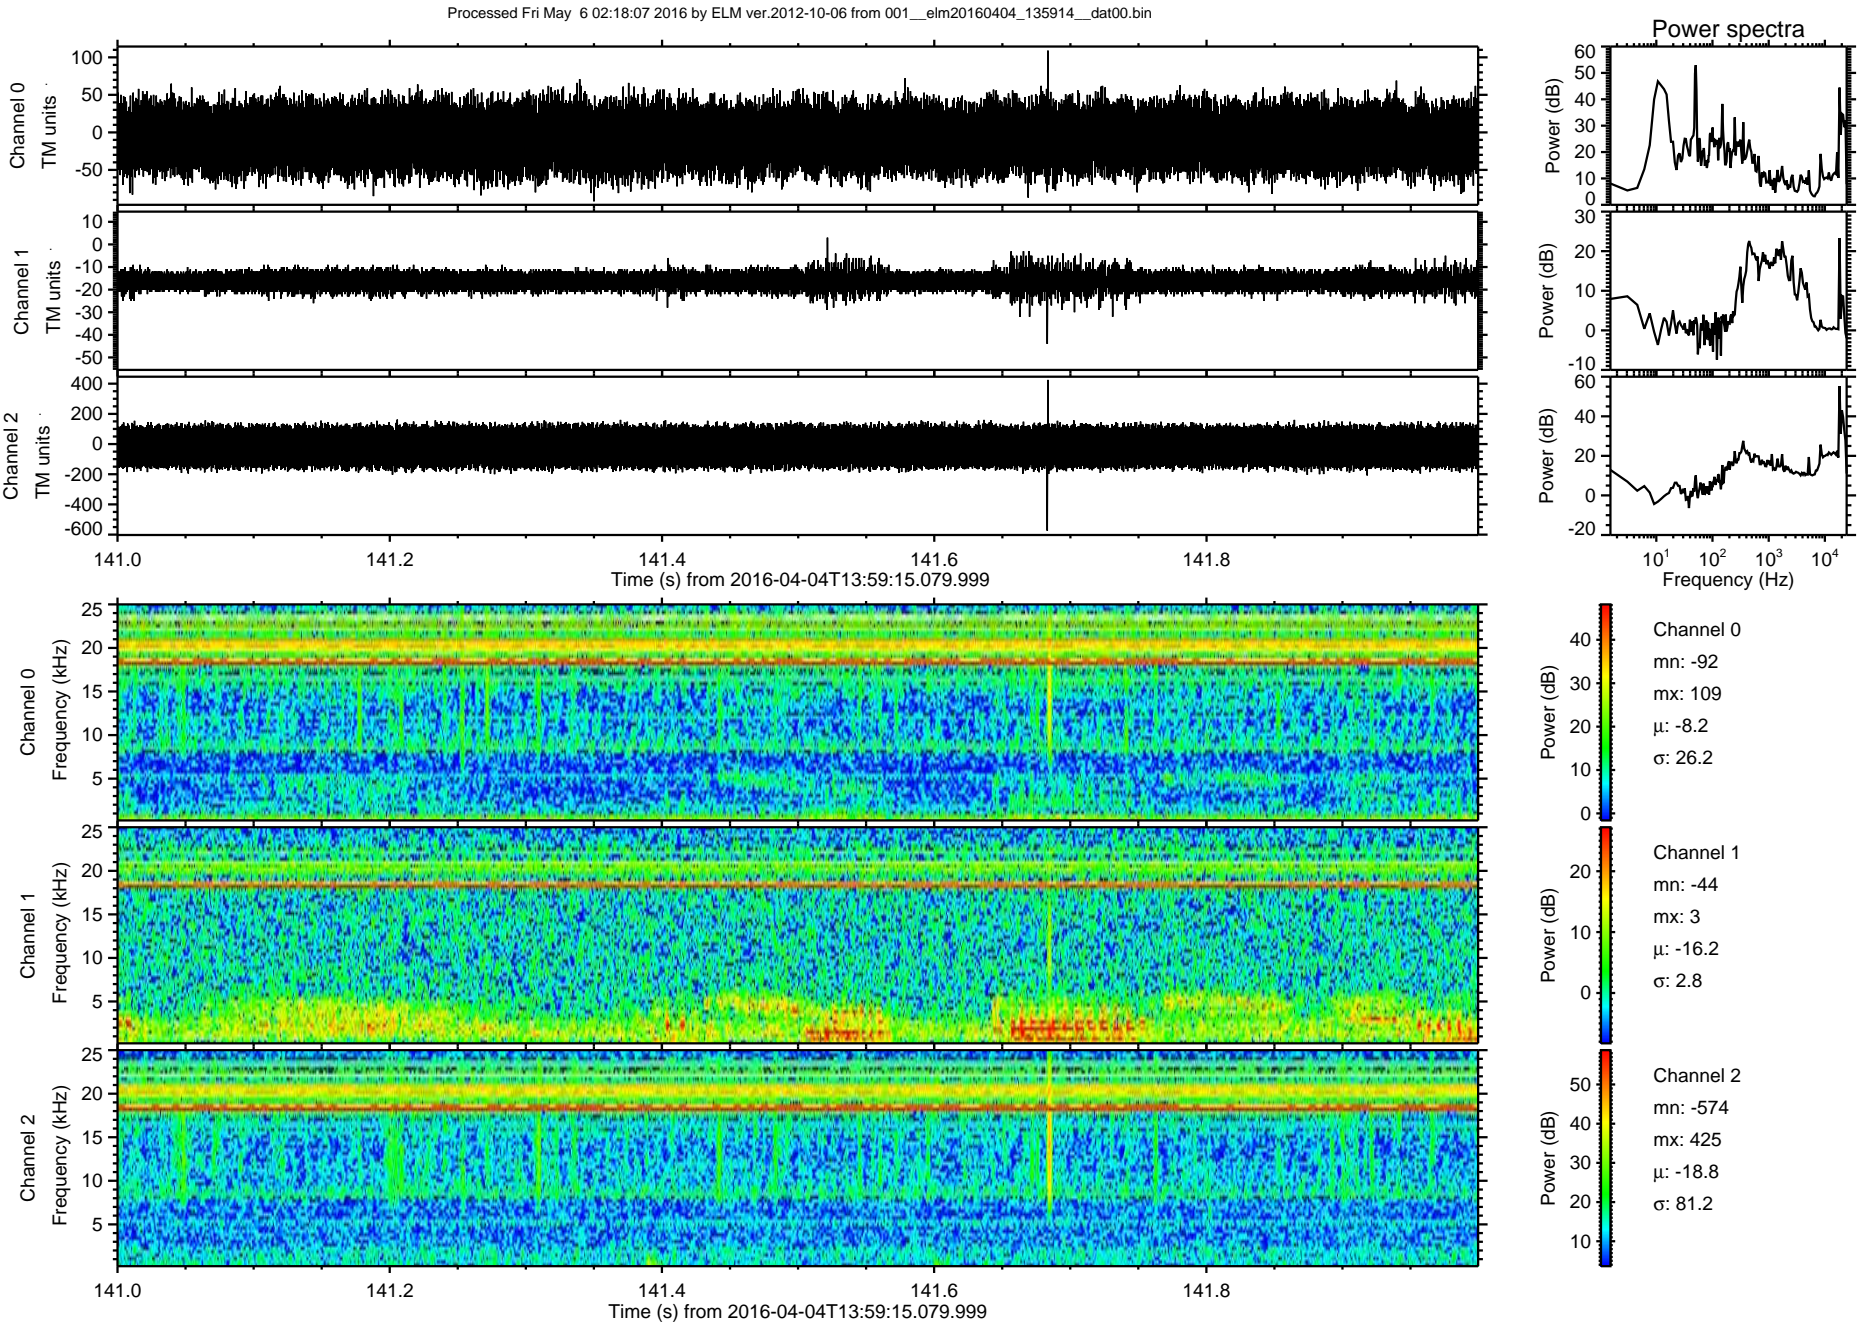 Processed Fri May  6 02:18:07 2016 by ELM ver.2012-10-06 from 001__elm20160404_135914__dat00.bin
Power spectra
Channel 0
TM units
100
50
0
-50
Power (dB)
60
50
40
30
20
10
0
Channel 1
TM units
10
0
-10
-20
-30
-40
-50
Power (dB)
30
20
10
0
-10
Channel 2
TM units
400
200
0
-200
-400
-600
Power (dB)
60
40
20
0
-20
141.0 141.2 141.4 141.6 141.8
Time (s) from 2016-04-04T13:59:15.079.999
10¹ 10² 10³ 10⁴
Frequency (Hz)
Channel 0
Frequency (kHz)
25
20
15
10
5
Power (dB)
40
30
20
10
0
Channel 0
mn: -92
mx: 109
µ: -8.2
σ: 26.2
Channel 1
Frequency (kHz)
25
20
15
10
5
Power (dB)
20
10
0
Channel 1
mn: -44
mx: 3
µ: -16.2
σ: 2.8
Channel 2
Frequency (kHz)
25
20
15
10
5
Power (dB)
50
40
30
20
10
Channel 2
mn: -574
mx: 425
µ: -18.8
σ: 81.2
141.0 141.2 141.4 141.6 141.8
Time (s) from 2016-04-04T13:59:15.079.999